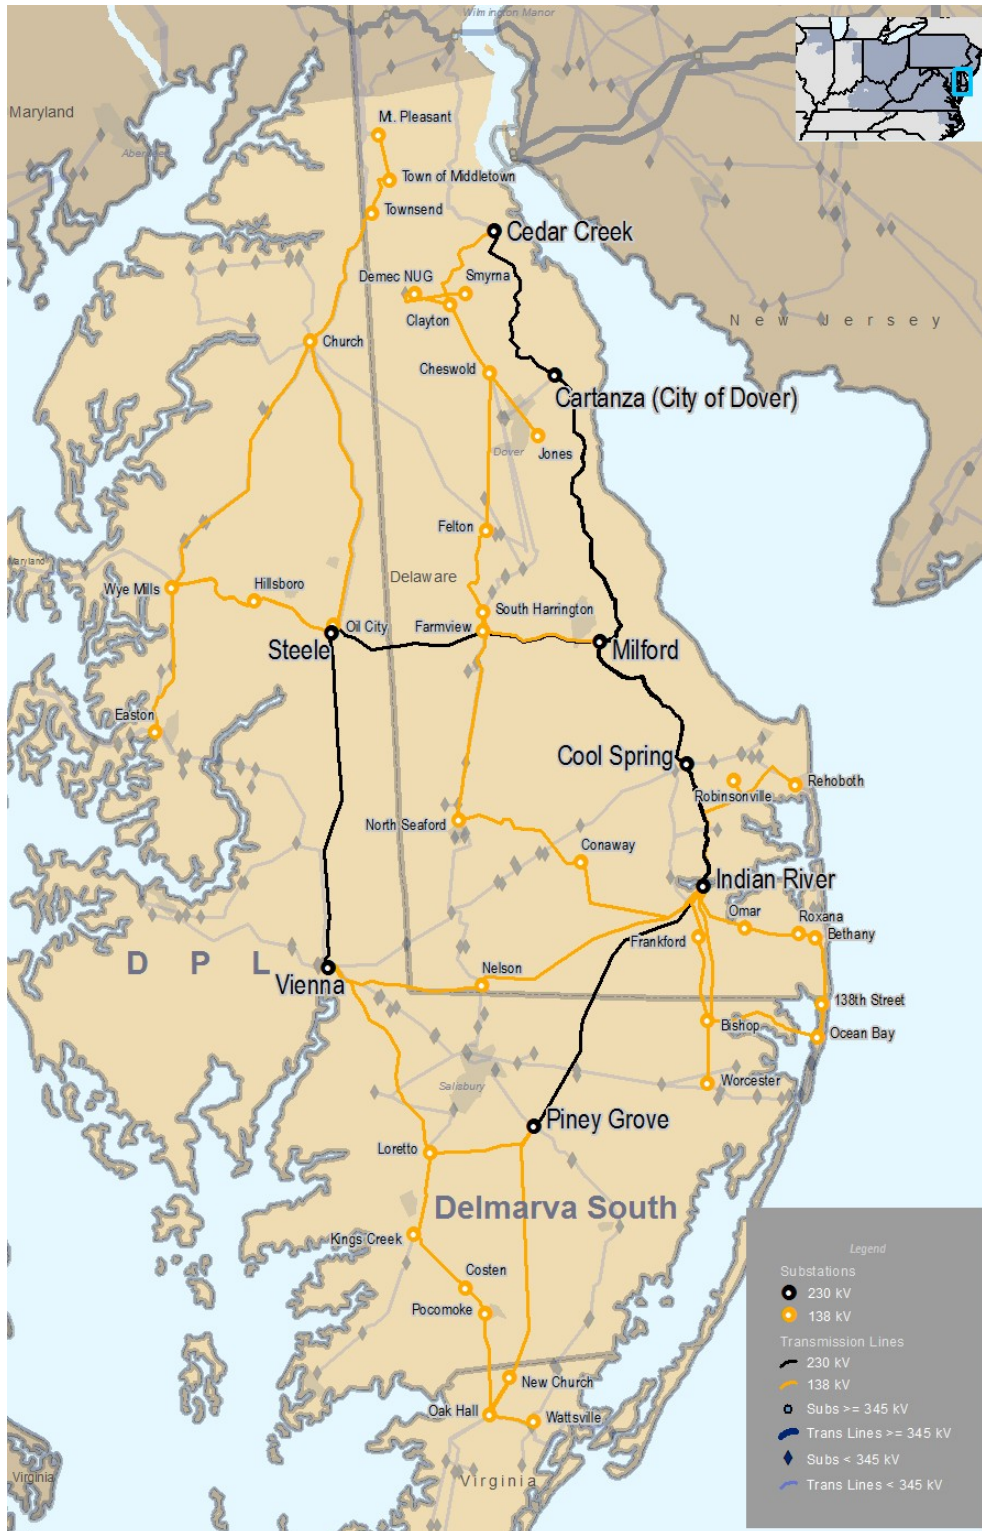 Wilmington Manor
Maryland
Mt. Pleasant
Town of Middletown
Townsend
Cedar Creek
Demec NUG
Smyrna
Clayton
New Jersey
Church
Cheswold
Cartanza (City of Dover)
Dover
Jones
Felton
Maryland
Delaware
Wye Mills
Hillsboro
South Harrington
Oil City
Farmview
Steele
Milford
Easton
Cool Spring
Rehoboth
Robinsonville
North Seaford
Conaway
Indian River
Omar
Roxana
Bethany
Frankford
D P L
Nelson
Vienna
138th Street
Bishop
Ocean Bay
Salisbury
Worcester
Piney Grove
Loretto
Delmarva South
Kings Creek
Costen
Pocomoke
New Church
Oak Hall
Wattsville
Virginia
Virginia
Legend
Substations
230 kV
138 kV
Transmission Lines
230 kV
138 kV
Subs >= 345 kV
Trans Lines >= 345 kV
Subs < 345 kV
Trans Lines < 345 kV